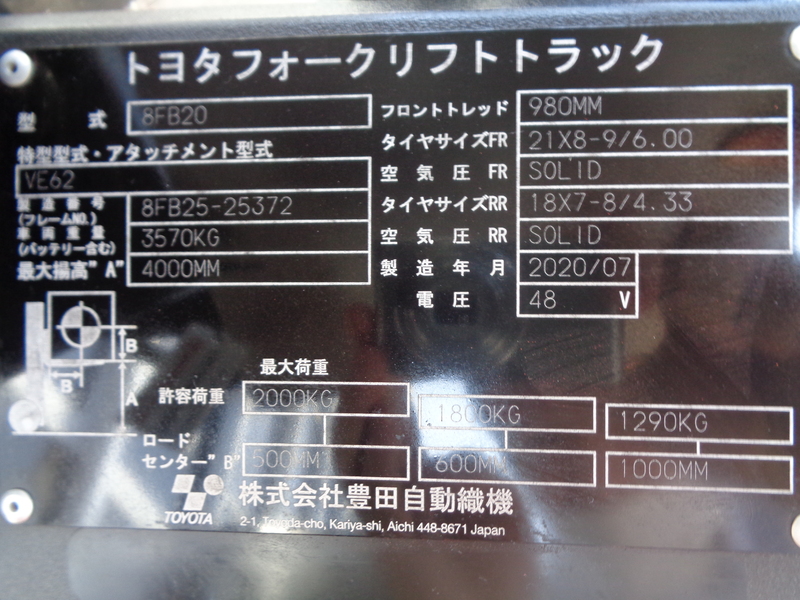 トヨタフォークリフトトラック
型式 8FB20
特型型式・アタッチメント型式
VE62
製造番号(フレームNO.) 8FB25-25372
車両重量(バッテリー含む) 3570KG
最大揚高"A" 4000MM
フロントトレッド 980MM
タイヤサイズFR 21X8-9/6.00
空気圧 FR SOLID
タイヤサイズRR 18X7-8/4.33
空気圧 RR SOLID
製造年月 2020/07
電圧 48 V
B
B
A
最大荷重
許容荷重 2000KG 1800KG 1290KG
ロード
センター"B" 500MM 600MM 1000MM
TOYOTA
株式会社豊田自動織機
2-1, Toyoda-cho, Kariya-shi, Aichi 448-8671 Japan